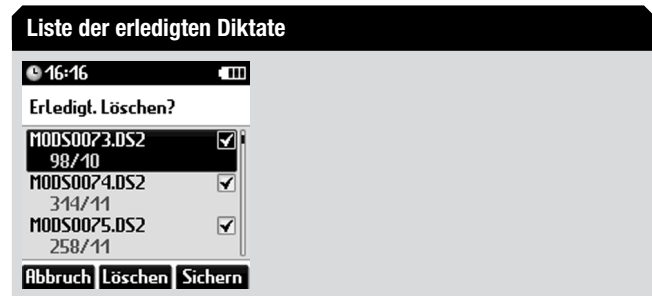 Liste der erledigten Diktate
16:16
Erledigt. Löschen?
MODS0073.DS2
98/10
MODS0074.DS2
314/11
MODS0075.DS2
258/11
Abbruch Löschen Sichern